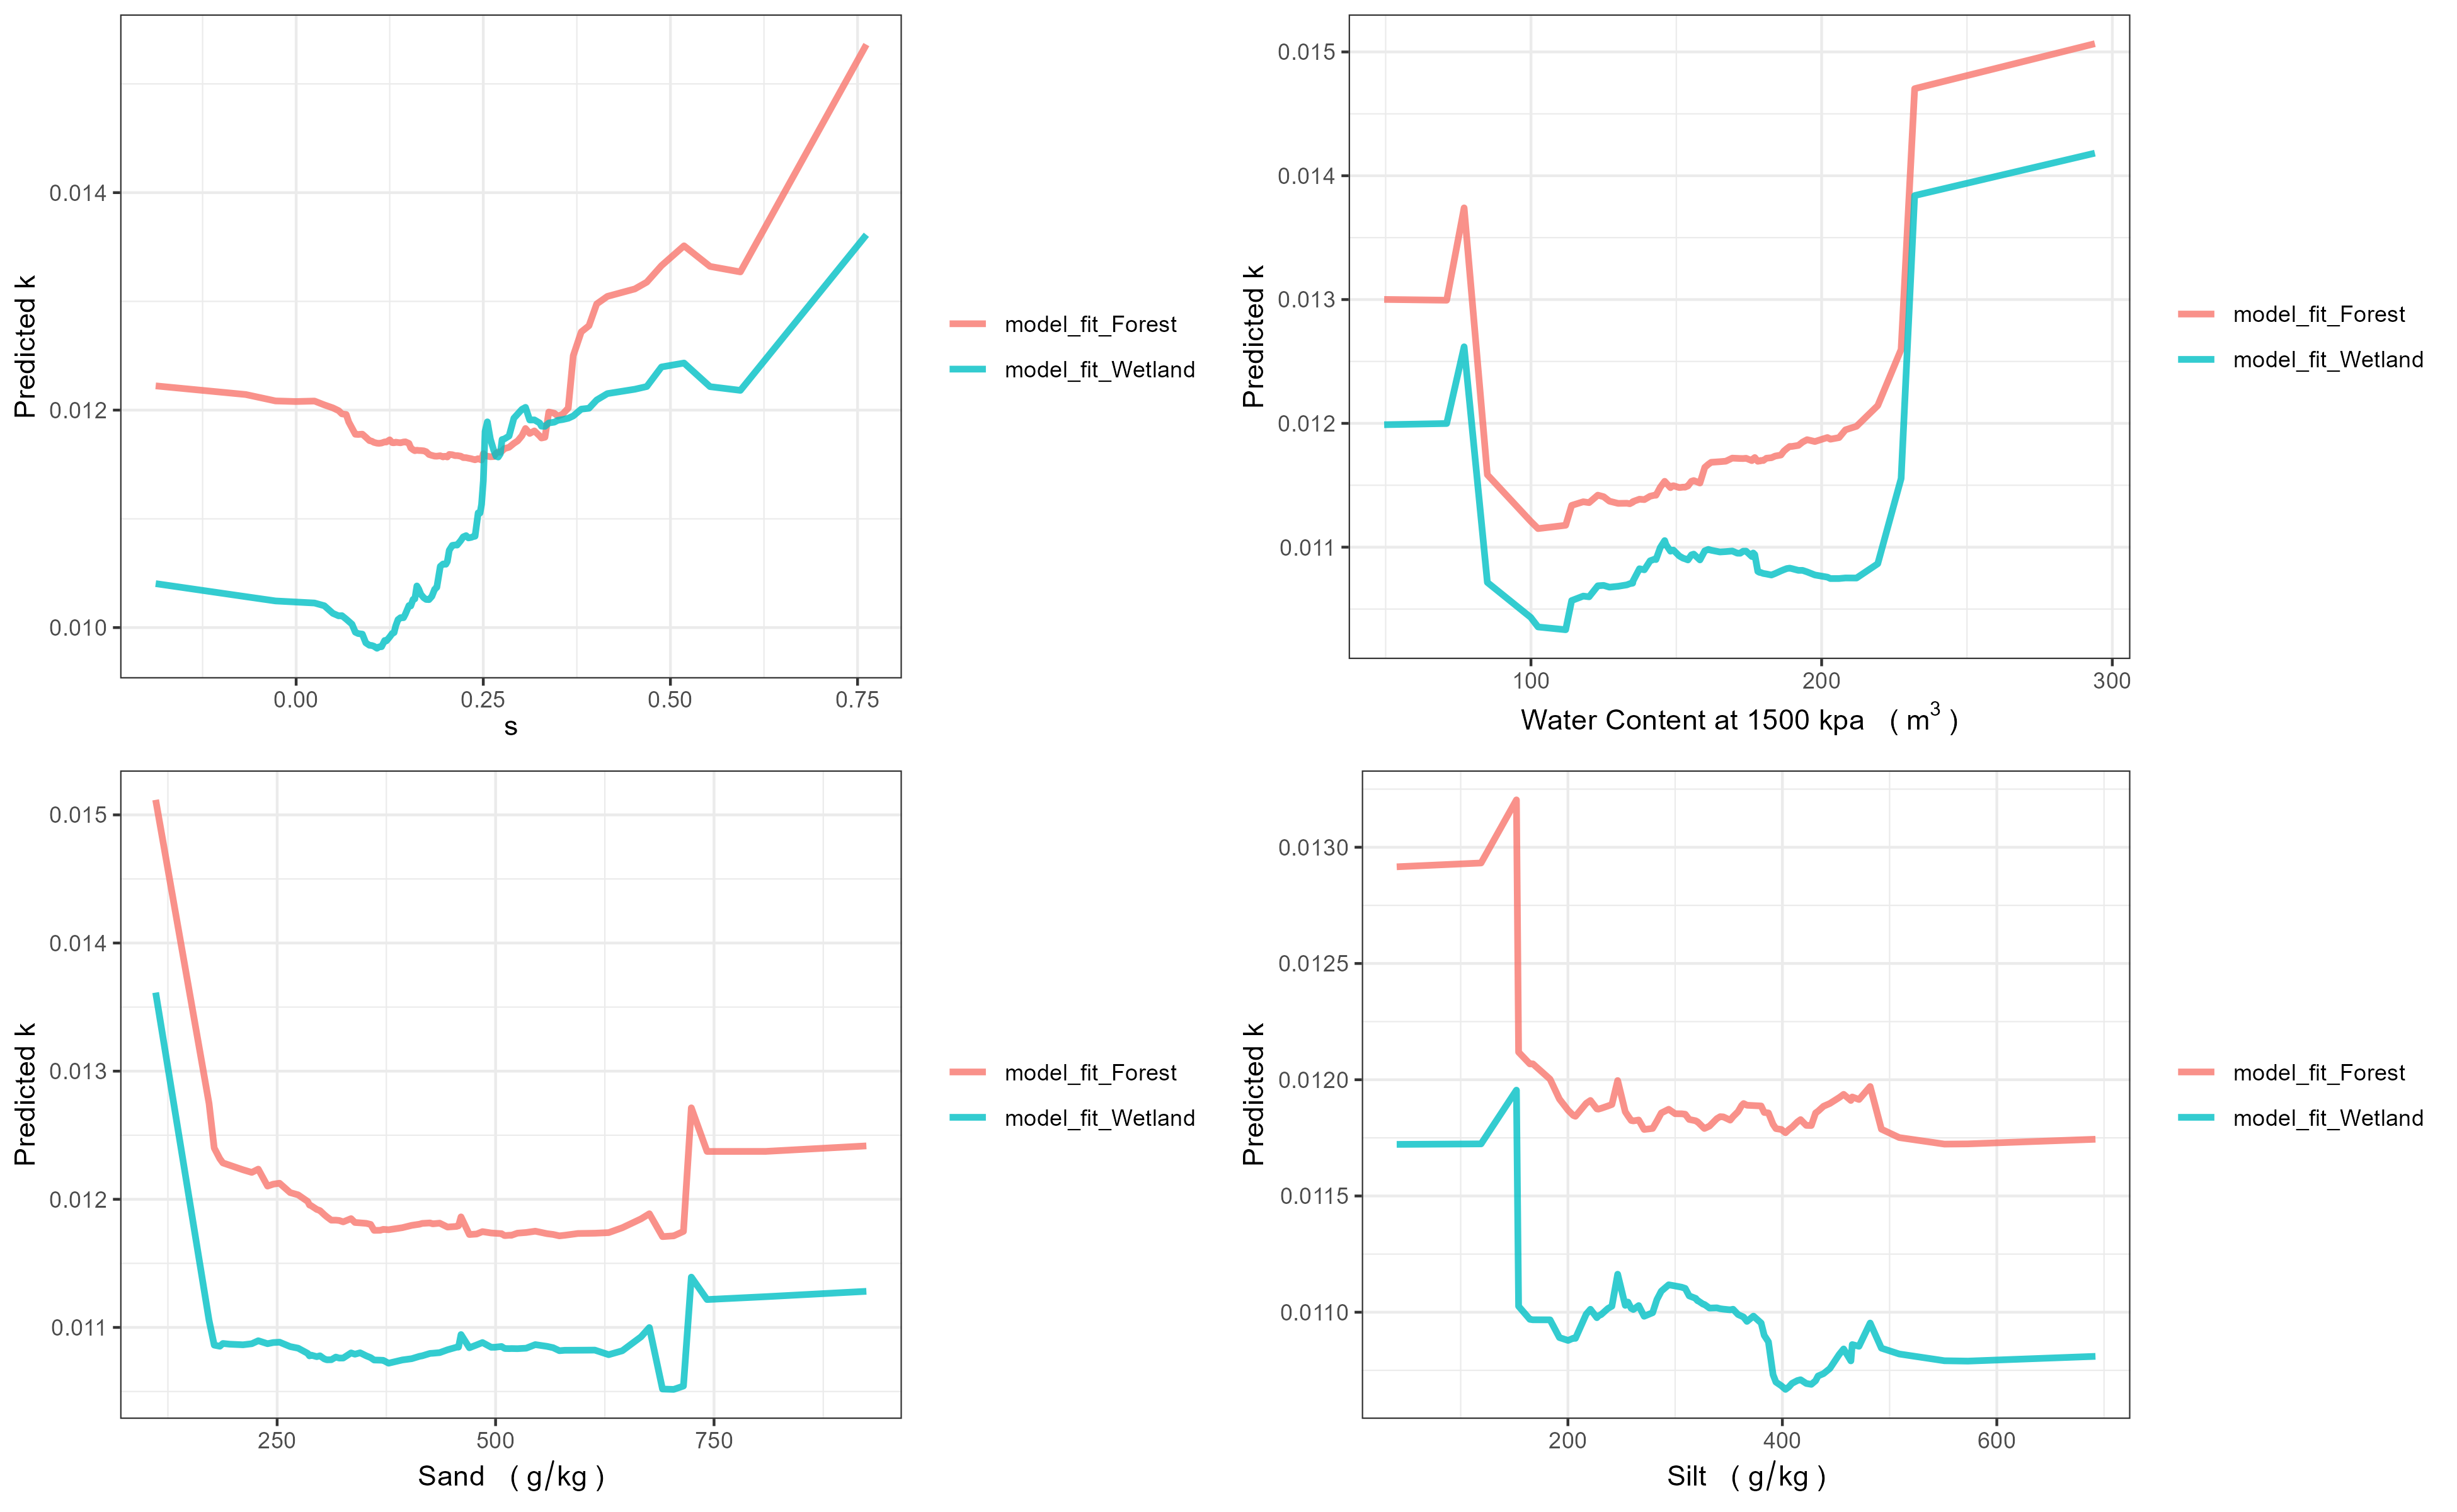 Predicted k
0.014
0.012
0.010
0.00 0.25 0.50 0.75
s
model_fit_Forest
model_fit_Wetland
Predicted k
0.015
0.014
0.013
0.012
0.011
100 200 300
Water Content at 1500 kpa ( m³ )
model_fit_Forest
model_fit_Wetland
Predicted k
0.015
0.014
0.013
0.012
0.011
250 500 750
Sand ( g/kg )
model_fit_Forest
model_fit_Wetland
Predicted k
0.0130
0.0125
0.0120
0.0115
0.0110
200 400 600
Silt ( g/kg )
model_fit_Forest
model_fit_Wetland